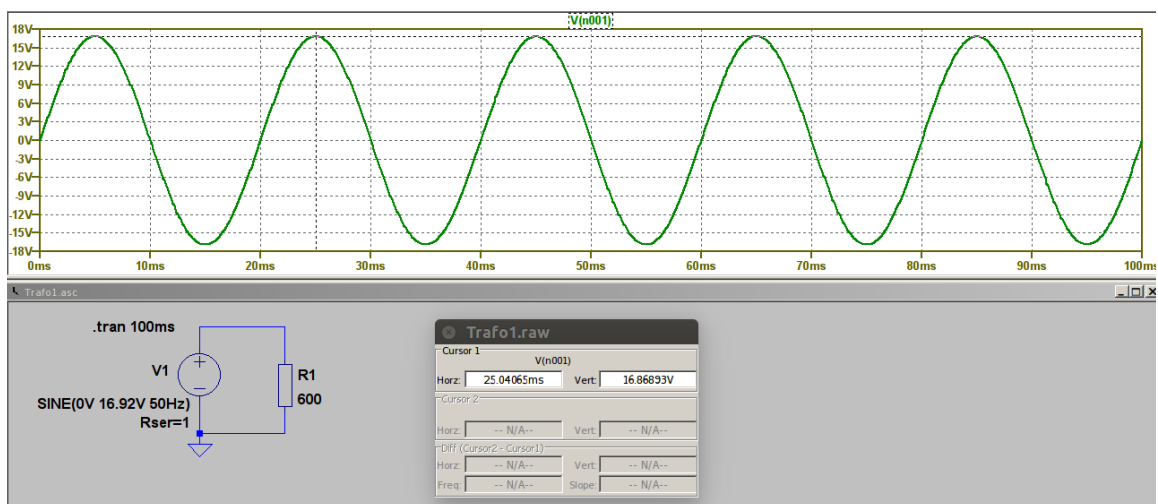 V(n001)
18V
15V
12V
9V
6V
3V
0V
-3V
-6V
-9V
-12V
-15V
-18V
0ms 10ms 20ms 30ms 40ms 50ms 60ms 70ms 80ms 90ms 100ms
Trafo1.asc
.tran 100ms
V1
SINE(0V 16.92V 50Hz)
Rser=1
R1
600
Trafo1.raw
Cursor 1
V(n001)
Horz: 25.04065ms Vert: 16.86893V
Cursor 2
Horz: -- N/A-- Vert: -- N/A--
Diff (Cursor2 - Cursor1)
Horz: -- N/A-- Vert: -- N/A--
Freq: -- N/A-- Slope: -- N/A--